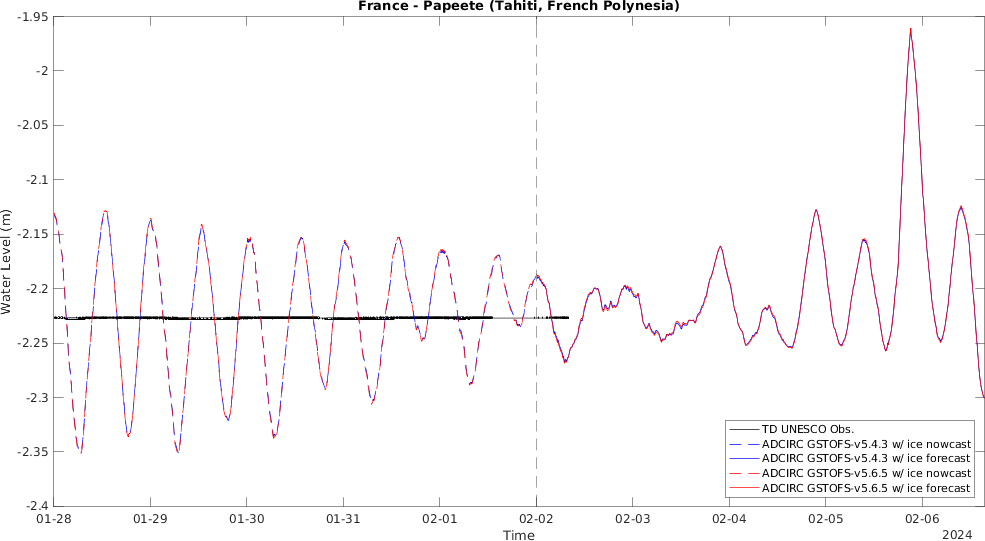 France - Papeete (Tahiti, French Polynesia)
-1.95
-2
-2.05
-2.1
-2.15
-2.2
-2.25
-2.3
-2.35
-2.4
Water Level (m)
TD UNESCO Obs.
ADCIRC GSTOFS-v5.4.3 w/ ice nowcast
ADCIRC GSTOFS-v5.4.3 w/ ice forecast
ADCIRC GSTOFS-v5.6.5 w/ ice nowcast
ADCIRC GSTOFS-v5.6.5 w/ ice forecast
01-28 01-29 01-30 01-31 02-01 02-02 02-03 02-04 02-05 02-06
Time
2024